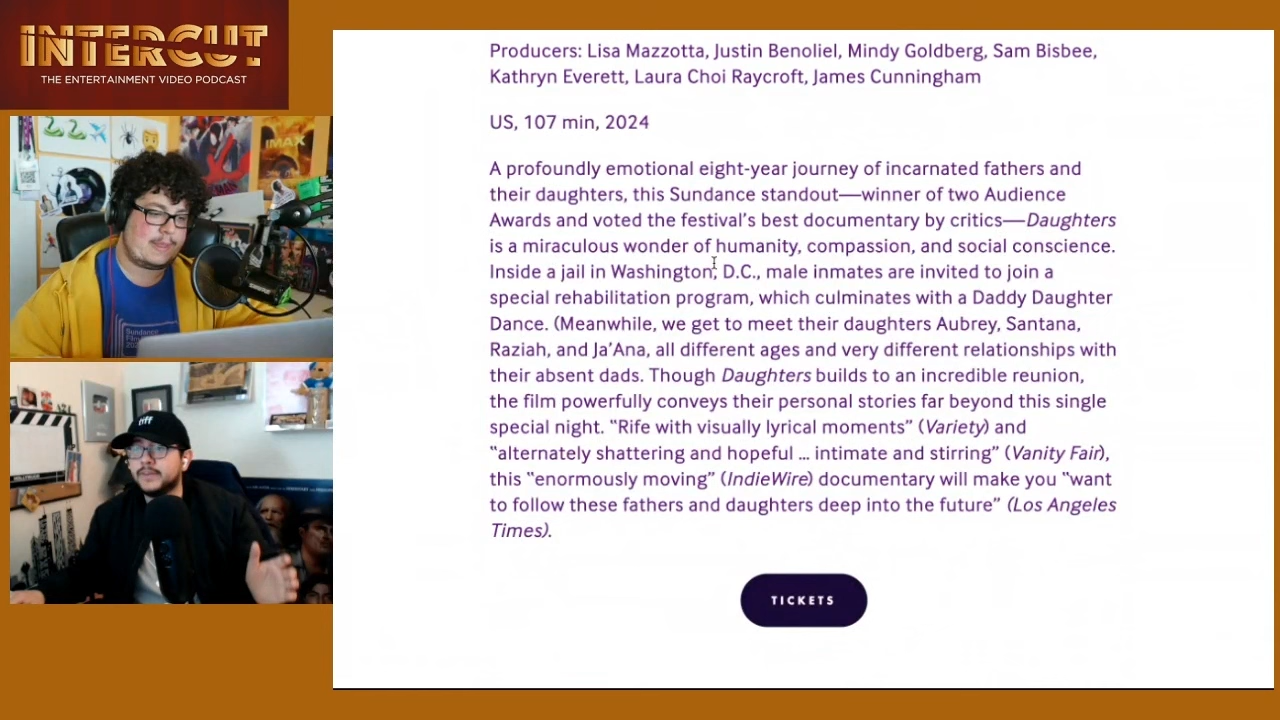 INTERCUT
THE ENTERTAINMENT VIDEO PODCAST
IMAX
Sundance
Film
tiff
Producers: Lisa Mazzotta, Justin Benoliel, Mindy Goldberg, Sam Bisbee,
Kathryn Everett, Laura Choi Raycroft, James Cunningham
US, 107 min, 2024
A profoundly emotional eight-year journey of incarnated fathers and
their daughters, this Sundance standout—winner of two Audience
Awards and voted the festival's best documentary by critics—Daughters
is a miraculous wonder of humanity, compassion, and social conscience.
Inside a jail in Washington, D.C., male inmates are invited to join a
special rehabilitation program, which culminates with a Daddy Daughter
Dance. (Meanwhile, we get to meet their daughters Aubrey, Santana,
Raziah, and Ja'Ana, all different ages and very different relationships with
their absent dads. Though Daughters builds to an incredible reunion,
the film powerfully conveys their personal stories far beyond this single
special night. "Rife with visually lyrical moments" (Variety) and
"alternately shattering and hopeful ... intimate and stirring" (Vanity Fair),
this "enormously moving" (IndieWire) documentary will make you "want
to follow these fathers and daughters deep into the future" (Los Angeles
Times).
TICKETS